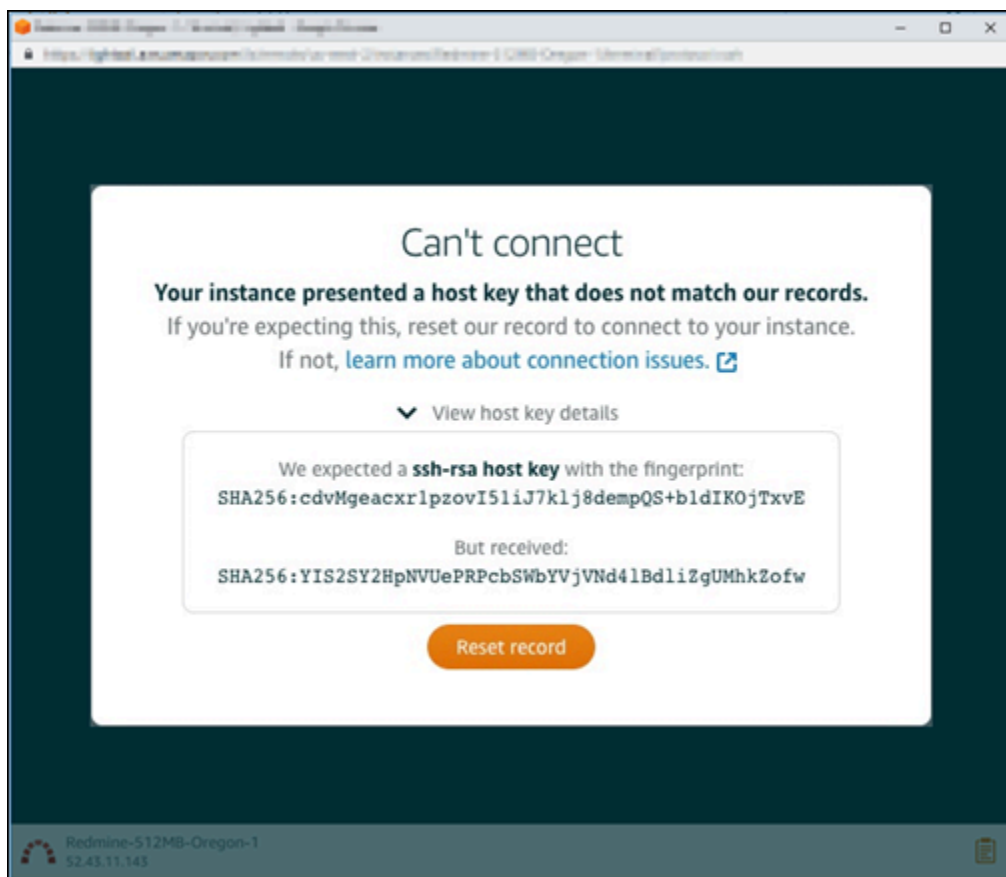 Can't connect
Your instance presented a host key that does not match our records.
If you're expecting this, reset our record to connect to your instance.
If not, learn more about connection issues.
View host key details
We expected a ssh-rsa host key with the fingerprint:
SHA256:cdvMgeacxr1pzovI5liJ7klj8dempQS+bldIKOjTxvE
But received:
SHA256:YIS2SY2HpNVUePRPcbSWbYVjVNd4lBdliZgUMhkZofw
Reset record
Redmine-512MB-Oregon-1
52.43.11.143